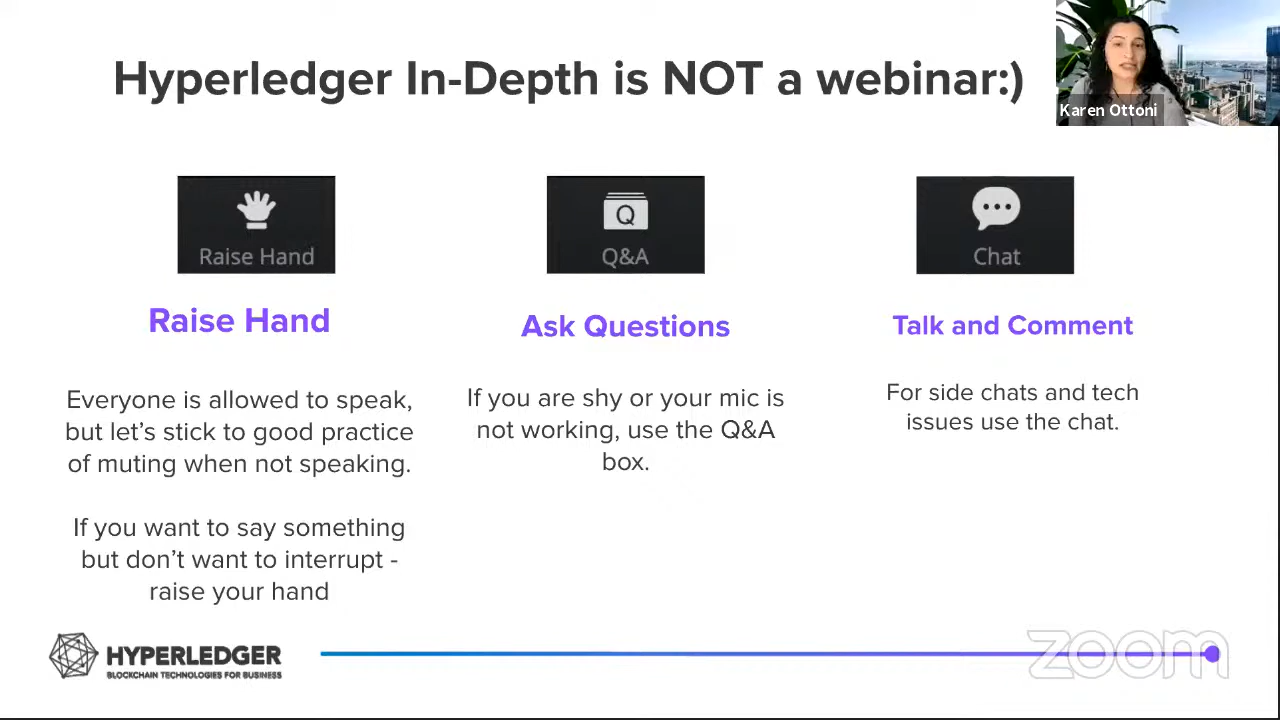 Hyperledger In-Depth is NOT a webinar:)
Karen Ottoni
Raise Hand
Q
Q&A
Chat
Raise Hand
Everyone is allowed to speak,
but let’s stick to good practice
of muting when not speaking.
If you want to say something
but don’t want to interrupt -
raise your hand
Ask Questions
If you are shy or your mic is
not working, use the Q&A
box.
Talk and Comment
For side chats and tech
issues use the chat.
HYPERLEDGER
BLOCKCHAIN TECHNOLOGIES FOR BUSINESS
zoom